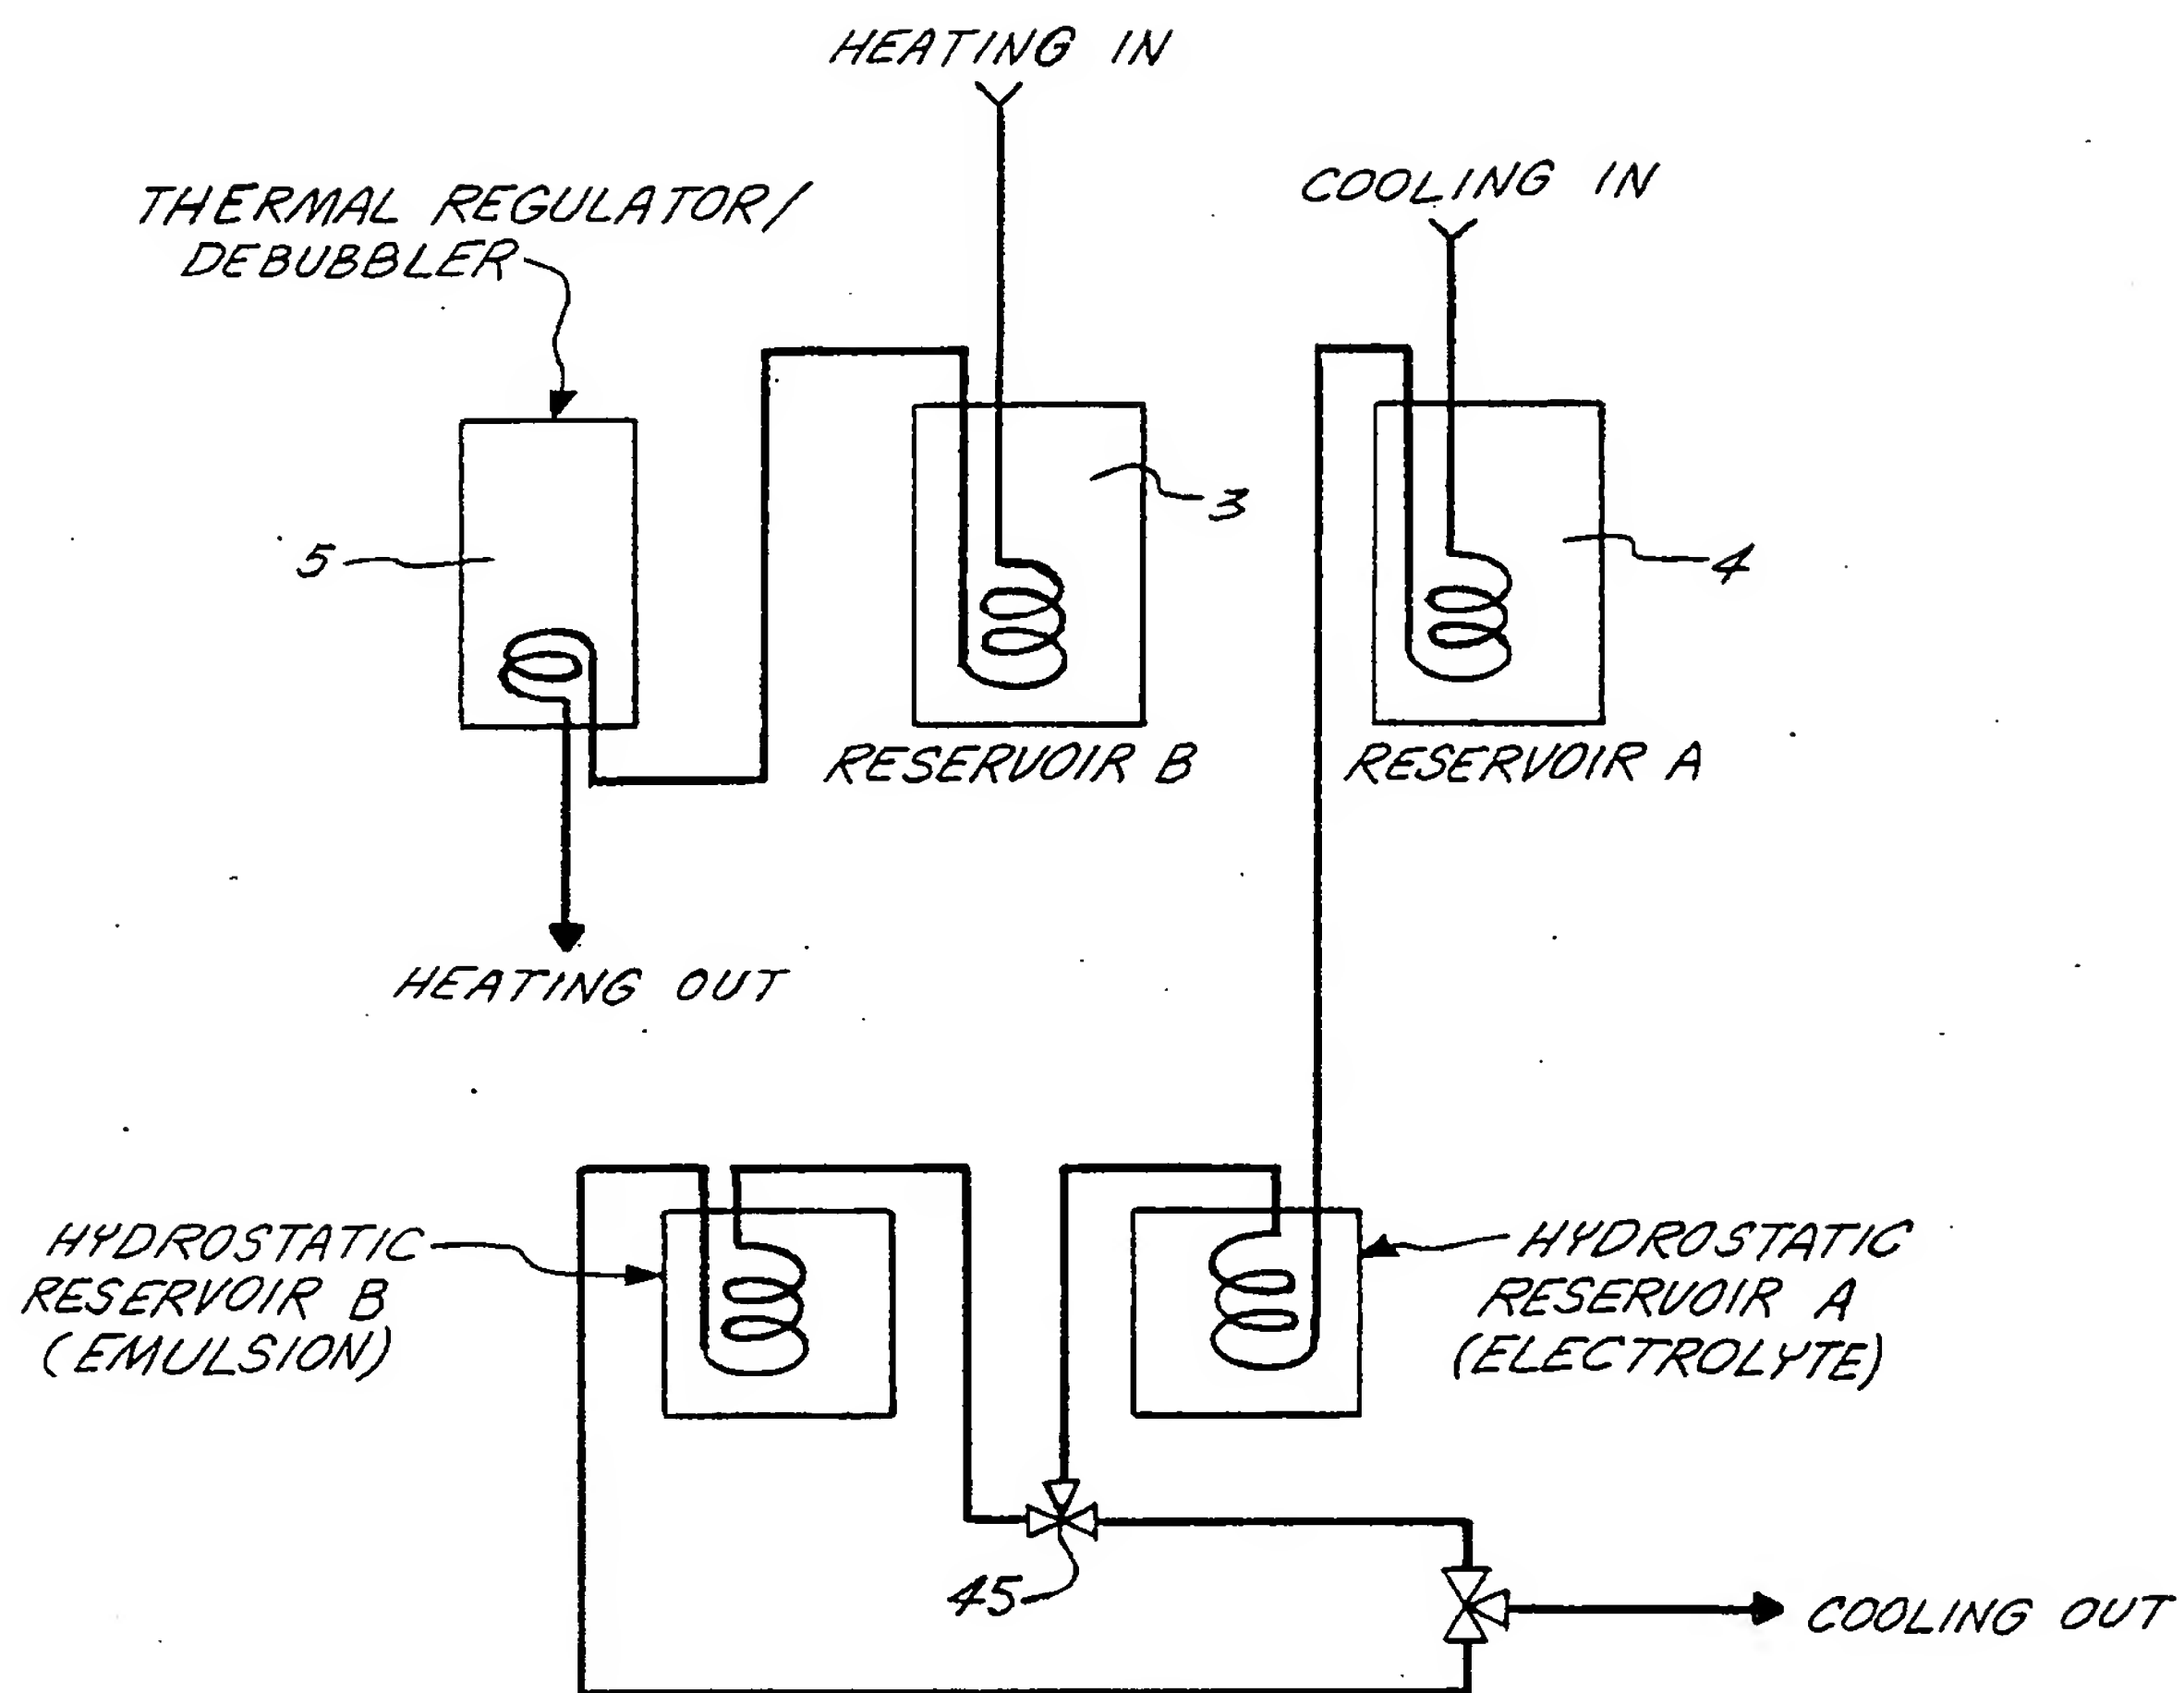 HEATING IN
COOLING IN
THERMAL REGULATOR/
DEBUBBLER
3
5
4
RESERVOIR B
RESERVOIR A
HEATING OUT
HYDROSTATIC
RESERVOIR B
(EMULSION)
HYDROSTATIC
RESERVOIR A
(ELECTROLYTE)
45
COOLING OUT